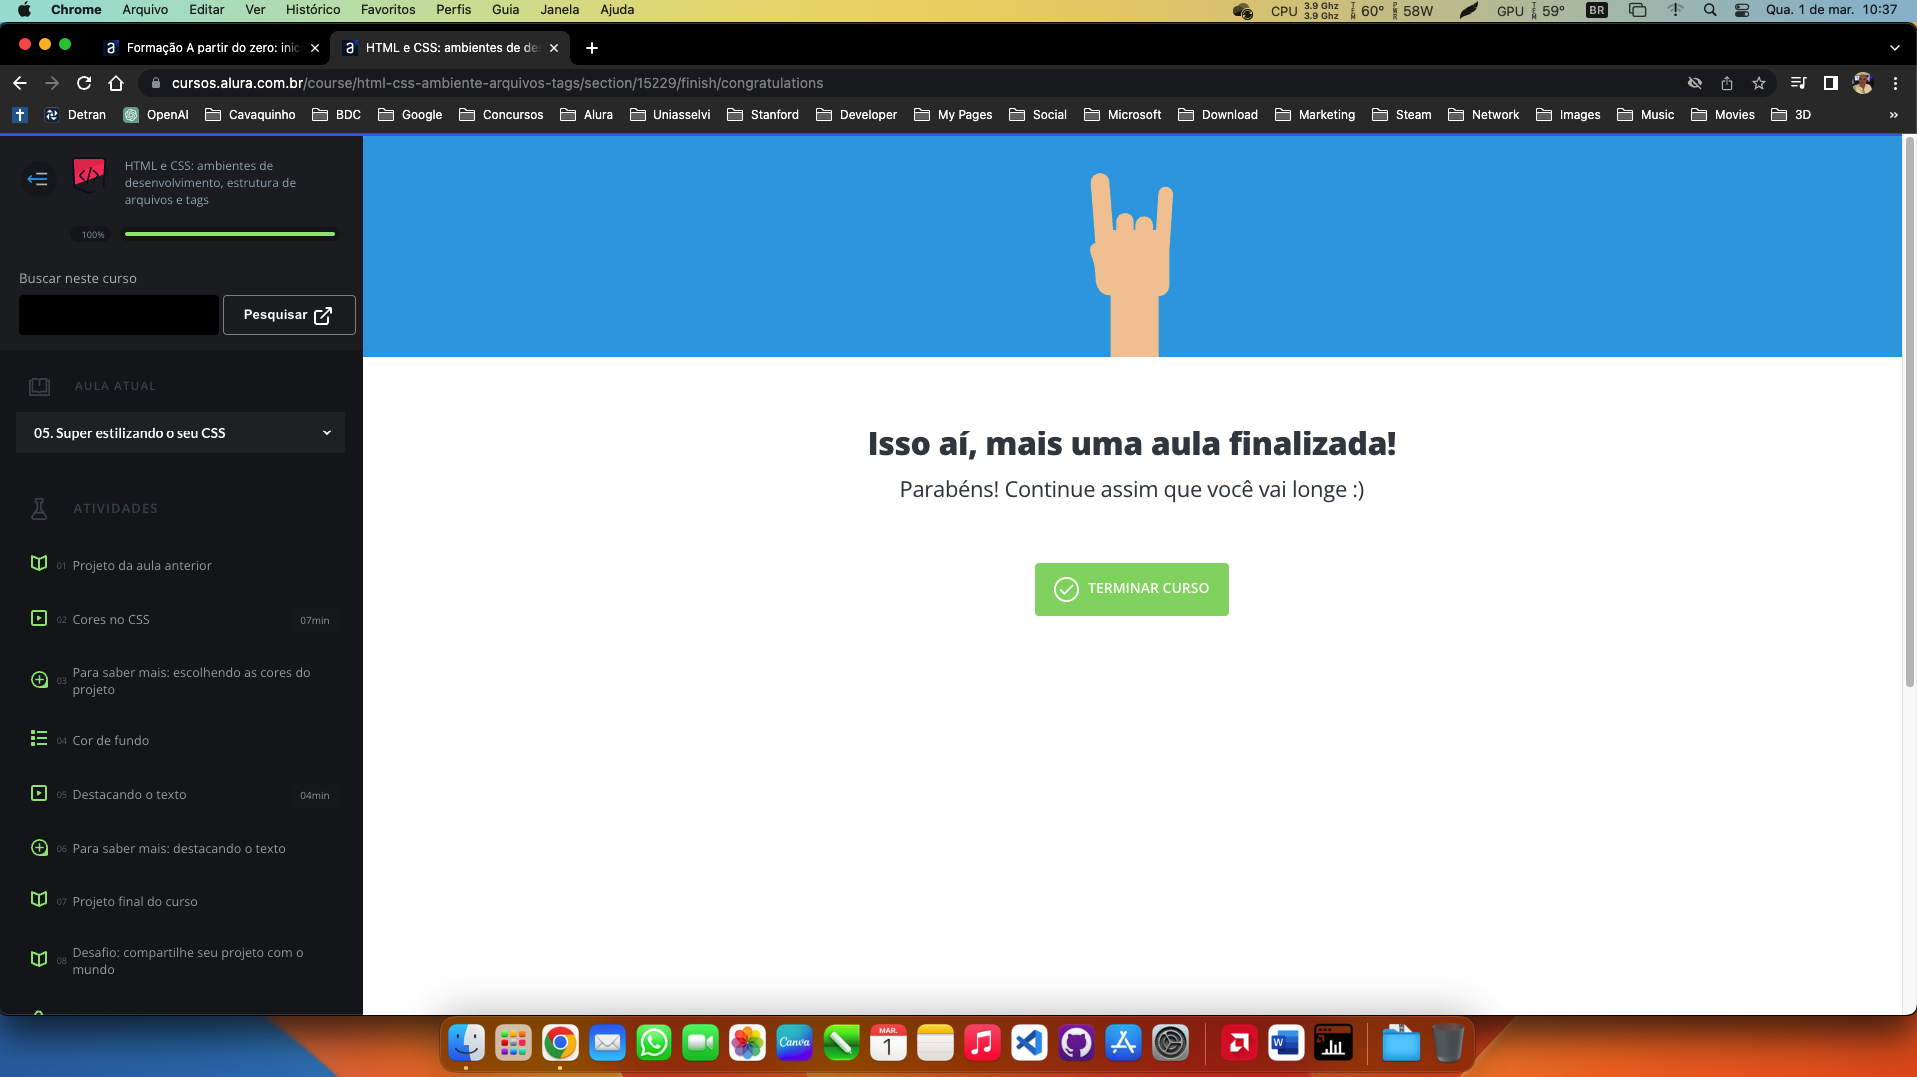 Chrome Arquivo Editar Ver Histórico Favoritos Perfis Guia Janela Ajuda
CPU 3.9 Ghz 3.9 Ghz TEM 60° PWR 58W GPU TEM 59° BR Qua. 1 de mar. 10:37
Formação A partir do zero: inic
HTML e CSS: ambientes de de
cursos.alura.com.br/course/html-css-ambiente-arquivos-tags/section/15229/finish/congratulations
Detran OpenAI Cavaquinho BDC Google Concursos Alura Uniasselvi Stanford Developer My Pages Social Microsoft Download Marketing Steam Network Images Music Movies 3D »
HTML e CSS: ambientes de
desenvolvimento, estrutura de
arquivos e tags
100%
Buscar neste curso
Pesquisar
AULA ATUAL
05. Super estilizando o seu CSS
ATIVIDADES
01 Projeto da aula anterior
02 Cores no CSS 07min
03 Para saber mais: escolhendo as cores do
projeto
04 Cor de fundo
05 Destacando o texto 04min
06 Para saber mais: destacando o texto
07 Projeto final do curso
08 Desafio: compartilhe seu projeto com o
mundo
Isso aí, mais uma aula finalizada!
Parabéns! Continue assim que você vai longe :)
TERMINAR CURSO
Canva
MAR.
1
W